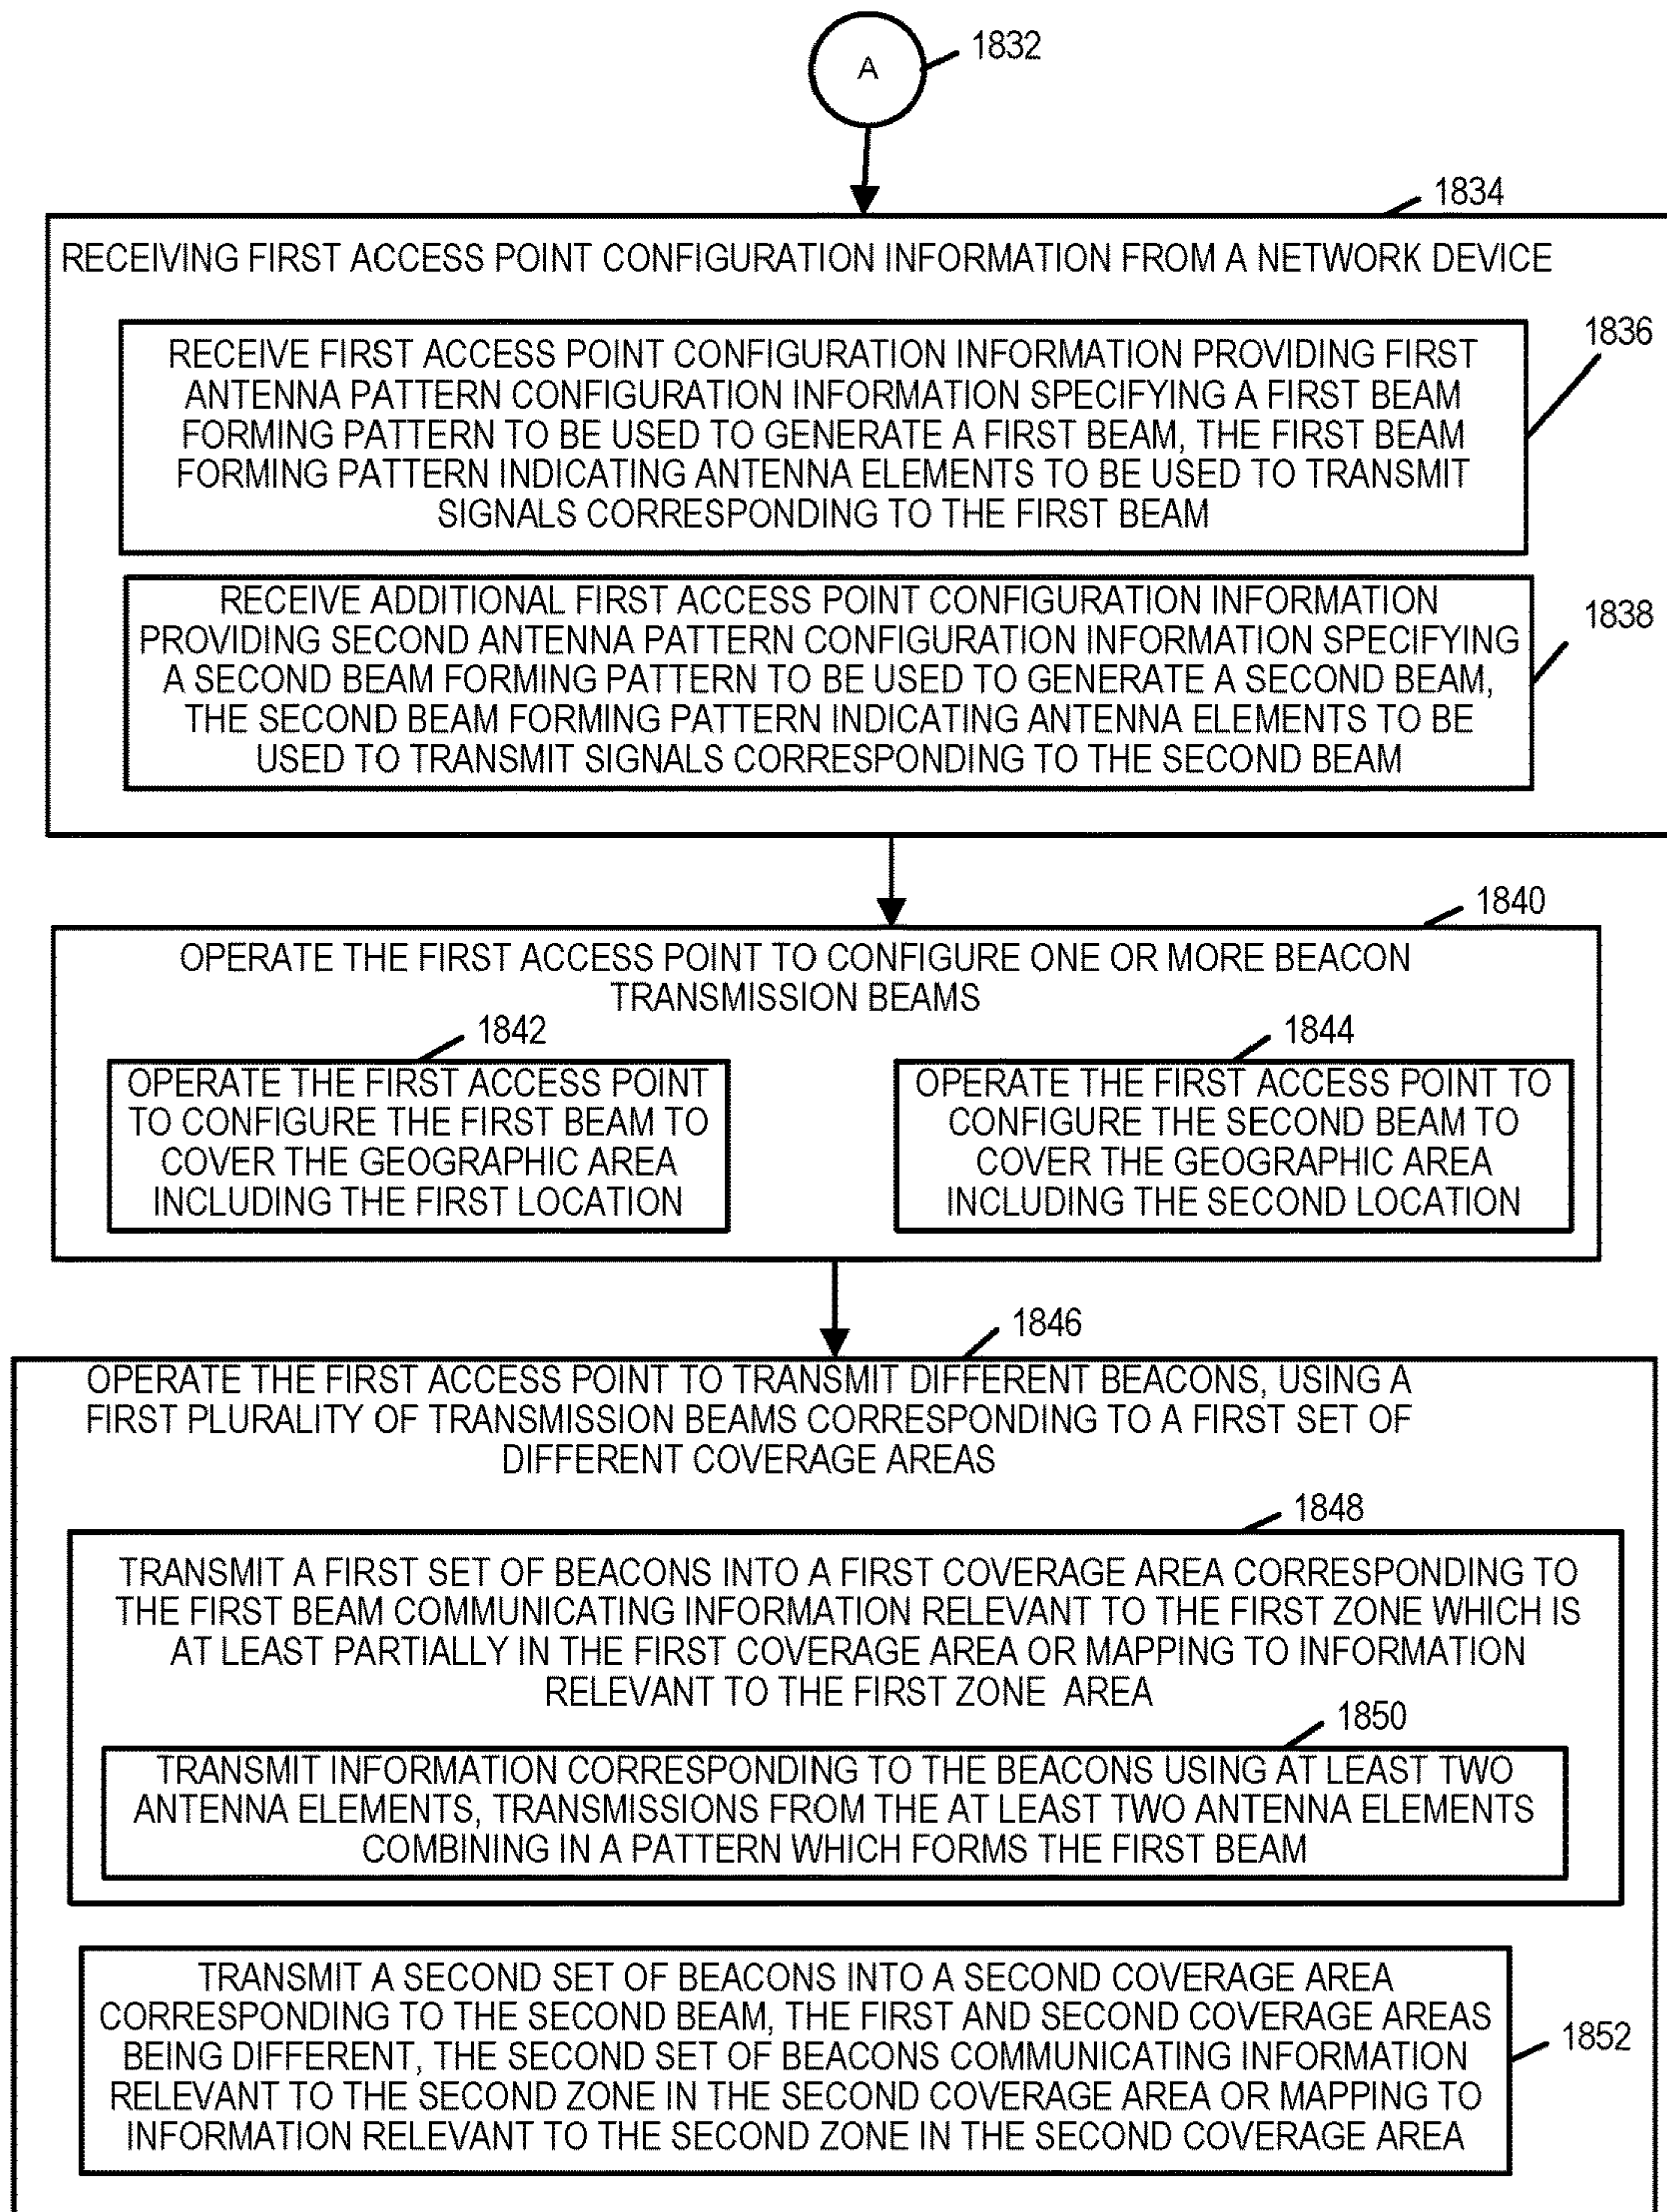 A
1832
1834
RECEIVING FIRST ACCESS POINT CONFIGURATION INFORMATION FROM A NETWORK DEVICE
1836
RECEIVE FIRST ACCESS POINT CONFIGURATION INFORMATION PROVIDING FIRST
ANTENNA PATTERN CONFIGURATION INFORMATION SPECIFYING A FIRST BEAM
FORMING PATTERN TO BE USED TO GENERATE A FIRST BEAM, THE FIRST BEAM
FORMING PATTERN INDICATING ANTENNA ELEMENTS TO BE USED TO TRANSMIT
SIGNALS CORRESPONDING TO THE FIRST BEAM
1838
RECEIVE ADDITIONAL FIRST ACCESS POINT CONFIGURATION INFORMATION
PROVIDING SECOND ANTENNA PATTERN CONFIGURATION INFORMATION SPECIFYING
A SECOND BEAM FORMING PATTERN TO BE USED TO GENERATE A SECOND BEAM,
THE SECOND BEAM FORMING PATTERN INDICATING ANTENNA ELEMENTS TO BE
USED TO TRANSMIT SIGNALS CORRESPONDING TO THE SECOND BEAM
1840
OPERATE THE FIRST ACCESS POINT TO CONFIGURE ONE OR MORE BEACON
TRANSMISSION BEAMS
1842
OPERATE THE FIRST ACCESS POINT
TO CONFIGURE THE FIRST BEAM TO
COVER THE GEOGRAPHIC AREA
INCLUDING THE FIRST LOCATION
1844
OPERATE THE FIRST ACCESS POINT TO
CONFIGURE THE SECOND BEAM TO
COVER THE GEOGRAPHIC AREA
INCLUDING THE SECOND LOCATION
1846
OPERATE THE FIRST ACCESS POINT TO TRANSMIT DIFFERENT BEACONS, USING A
FIRST PLURALITY OF TRANSMISSION BEAMS CORRESPONDING TO A FIRST SET OF
DIFFERENT COVERAGE AREAS
1848
TRANSMIT A FIRST SET OF BEACONS INTO A FIRST COVERAGE AREA CORRESPONDING TO
THE FIRST BEAM COMMUNICATING INFORMATION RELEVANT TO THE FIRST ZONE WHICH IS
AT LEAST PARTIALLY IN THE FIRST COVERAGE AREA OR MAPPING TO INFORMATION
RELEVANT TO THE FIRST ZONE AREA
1850
TRANSMIT INFORMATION CORRESPONDING TO THE BEACONS USING AT LEAST TWO
ANTENNA ELEMENTS, TRANSMISSIONS FROM THE AT LEAST TWO ANTENNA ELEMENTS
COMBINING IN A PATTERN WHICH FORMS THE FIRST BEAM
TRANSMIT A SECOND SET OF BEACONS INTO A SECOND COVERAGE AREA
CORRESPONDING TO THE SECOND BEAM, THE FIRST AND SECOND COVERAGE AREAS
BEING DIFFERENT, THE SECOND SET OF BEACONS COMMUNICATING INFORMATION
RELEVANT TO THE SECOND ZONE IN THE SECOND COVERAGE AREA OR MAPPING TO
INFORMATION RELEVANT TO THE SECOND ZONE IN THE SECOND COVERAGE AREA
1852